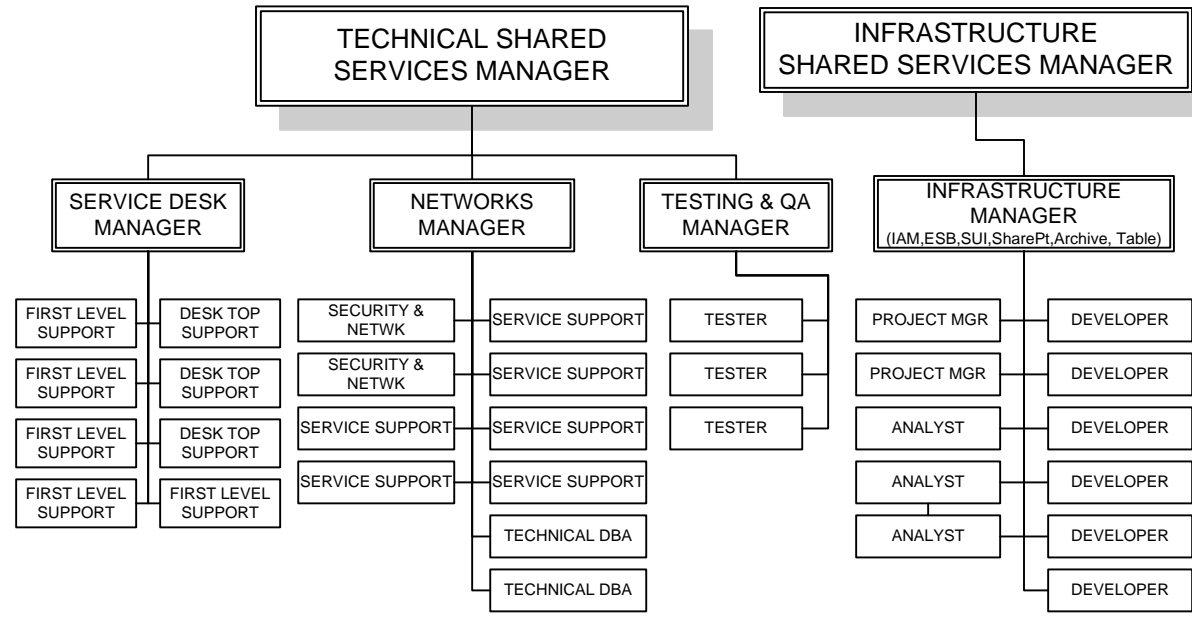 TECHNICAL SHARED
SERVICES MANAGER
INFRASTRUCTURE
SHARED SERVICES MANAGER
SERVICE DESK
MANAGER
NETWORKS
MANAGER
TESTING & QA
MANAGER
INFRASTRUCTURE
MANAGER
(IAM,ESB,SUI,SharePt,Archive, Table)
FIRST LEVEL
SUPPORT
DESK TOP
SUPPORT
FIRST LEVEL
SUPPORT
DESK TOP
SUPPORT
FIRST LEVEL
SUPPORT
DESK TOP
SUPPORT
FIRST LEVEL
SUPPORT
FIRST LEVEL
SUPPORT
SECURITY &
NETWK
SERVICE SUPPORT
SECURITY &
NETWK
SERVICE SUPPORT
SERVICE SUPPORT
SERVICE SUPPORT
SERVICE SUPPORT
SERVICE SUPPORT
TECHNICAL DBA
TECHNICAL DBA
TESTER
TESTER
TESTER
PROJECT MGR
DEVELOPER
PROJECT MGR
DEVELOPER
ANALYST
DEVELOPER
ANALYST
DEVELOPER
ANALYST
DEVELOPER
DEVELOPER